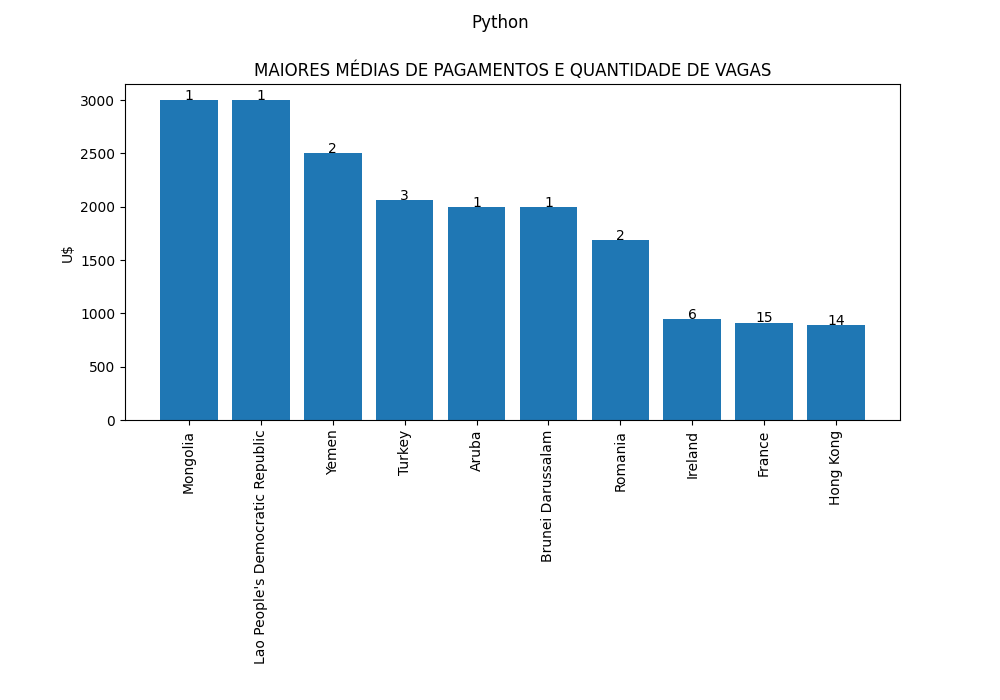 Python
MAIORES MÉDIAS DE PAGAMENTOS E QUANTIDADE DE VAGAS
U$
3000
2500
2000
1500
1000
500
0
1
1
2
3
1
1
2
6
15
14
Mongolia
Lao People's Democratic Republic
Yemen
Turkey
Aruba
Brunei Darussalam
Romania
Ireland
France
Hong Kong